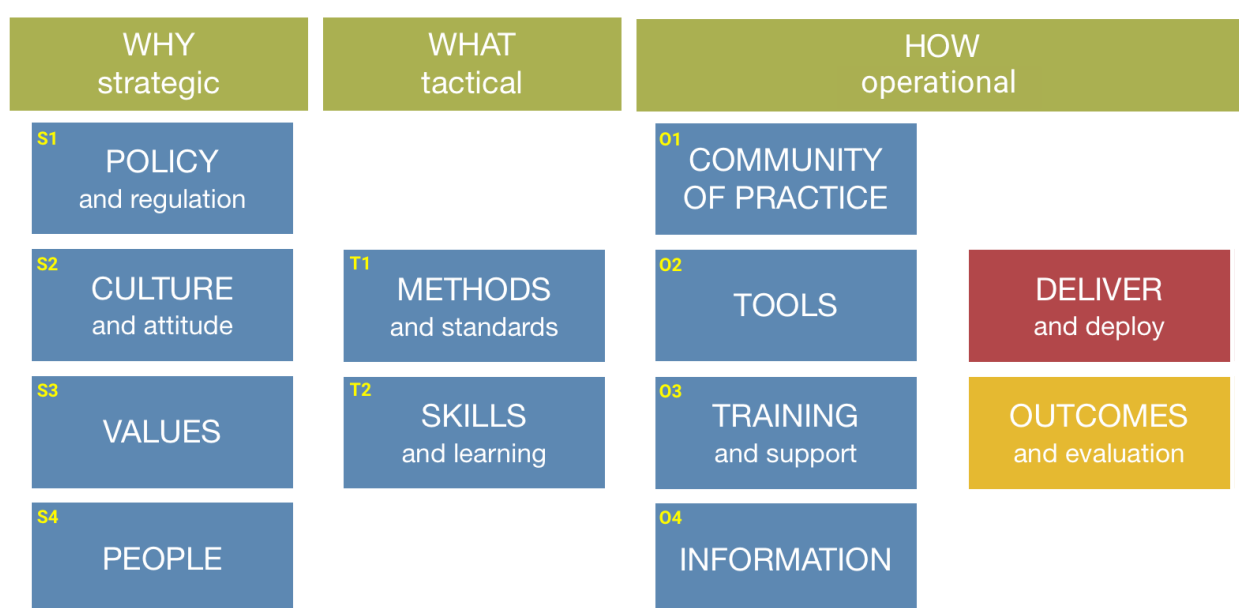 WHY
strategic
WHAT
tactical
HOW
operational
S1
POLICY
and regulation
S2
CULTURE
and attitude
S3
VALUES
S4
PEOPLE
T1
METHODS
and standards
T2
SKILLS
and learning
O1
COMMUNITY
OF PRACTICE
O2
TOOLS
O3
TRAINING
and support
O4
INFORMATION
DELIVER
and deploy
OUTCOMES
and evaluation